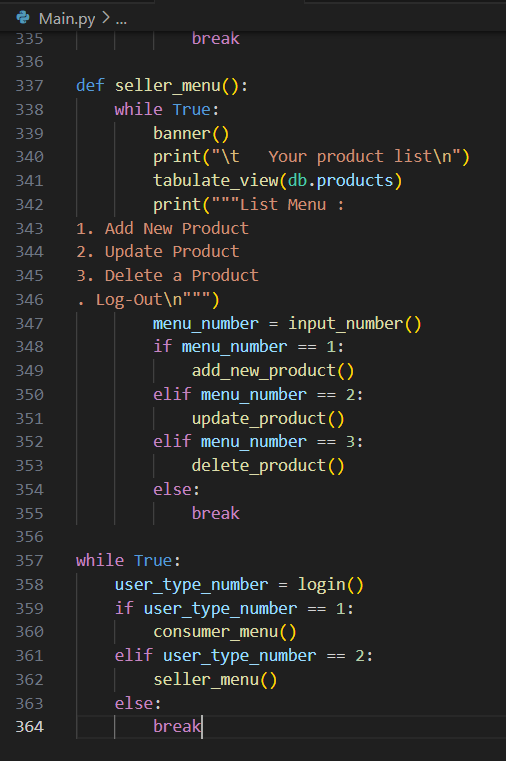 Main.py > ...
335                 break
336
337 def seller_menu():
338     while True:
339         banner()
340         print("\t   Your product list\n")
341         tabulate_view(db.products)
342         print("""List Menu :
343 1. Add New Product
344 2. Update Product
345 3. Delete a Product
346 . Log-Out\n""")
347         menu_number = input_number()
348         if menu_number == 1:
349             add_new_product()
350         elif menu_number == 2:
351             update_product()
352         elif menu_number == 3:
353             delete_product()
354         else:
355             break
356
357 while True:
358     user_type_number = login()
359     if user_type_number == 1:
360         consumer_menu()
361     elif user_type_number == 2:
362         seller_menu()
363     else:
364         break